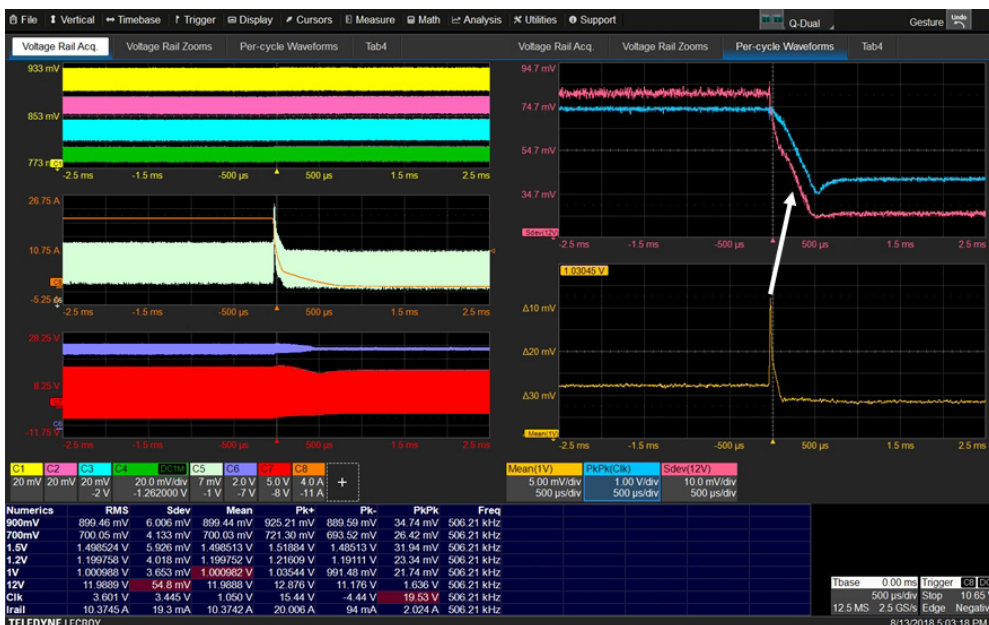 File Vertical Timebase Trigger Display Cursors Measure Math Analysis Utilities Support Q-Dual Gesture Undo
Voltage Rail Acq. Voltage Rail Zooms Per-cycle Waveforms Tab4 Voltage Rail Acq. Voltage Rail Zooms Per-cycle Waveforms Tab4
933 mV
853 mV
773 m C1
-2.5 ms -1.5 ms -500 µs 500 µs 1.5 ms 2.5 ms
26.75 A
10.75 A
C8
-5.25
-2.5 ms -1.5 ms -500 µs 500 µs 1.5 ms 2.5 ms
28.25 V
8.25 V
C6
-11.75 V
-2.5 ms -1.5 ms -500 µs 500 µs 1.5 ms 2.5 ms
94.7 mV
74.7 mV
54.7 mV
34.7 mV
Sdev(12V)
-2.5 ms -1.5 ms -500 µs 500 µs 1.5 ms 2.5 ms
1.03045 V
Δ10 mV
Δ20 mV
Δ30 mV
Mean(1V)
-2.5 ms -1.5 ms -500 µs 500 µs 1.5 ms 2.5 ms
C1 C2 C3 C4 DC1M C5 C6 C7 C8
20 mV 20 mV 20 mV 20.0 mV/div 7 mV 2.0 V 5.0 V 4.0 A +
-2 V -1.262000 V -1 V -7 V -8 V -11 A
Mean(1V) PkPk(Clk) Sdev(12V)
5.00 mV/div 1.00 V/div 10.0 mV/div
500 µs/div 500 µs/div 500 µs/div
Numerics RMS Sdev Mean Pk+ Pk- PkPk Freq
900mV 899.46 mV 6.006 mV 899.44 mV 925.21 mV 889.59 mV 34.74 mV 506.21 kHz
700mV 700.05 mV 4.133 mV 700.03 mV 721.30 mV 693.52 mV 26.42 mV 506.21 kHz
1.5V 1.498524 V 5.926 mV 1.498513 V 1.51884 V 1.48513 V 31.94 mV 506.21 kHz
1.2V 1.199758 V 4.018 mV 1.199752 V 1.21609 V 1.19111 V 23.34 mV 506.21 kHz
1V 1.000988 V 3.653 mV 1.000982 V 1.03544 V 991.48 mV 21.74 mV 506.21 kHz
12V 11.9889 V 54.8 mV 11.9888 V 12.876 V 11.176 V 1.636 V 506.21 kHz
Clk 3.601 V 3.445 V 1.050 V 15.44 V -4.44 V 19.53 V 506.21 kHz
Irail 10.3745 A 19.3 mA 10.3742 A 20.006 A 94 mA 2.024 A 506.21 kHz
Tbase 0.00 ms Trigger C8 DC
500 µs/div Stop 10.65
12.5 MS 2.5 GS/s Edge Negativ
TELEDYNE LECROY 8/13/2018 5:03:18 PM